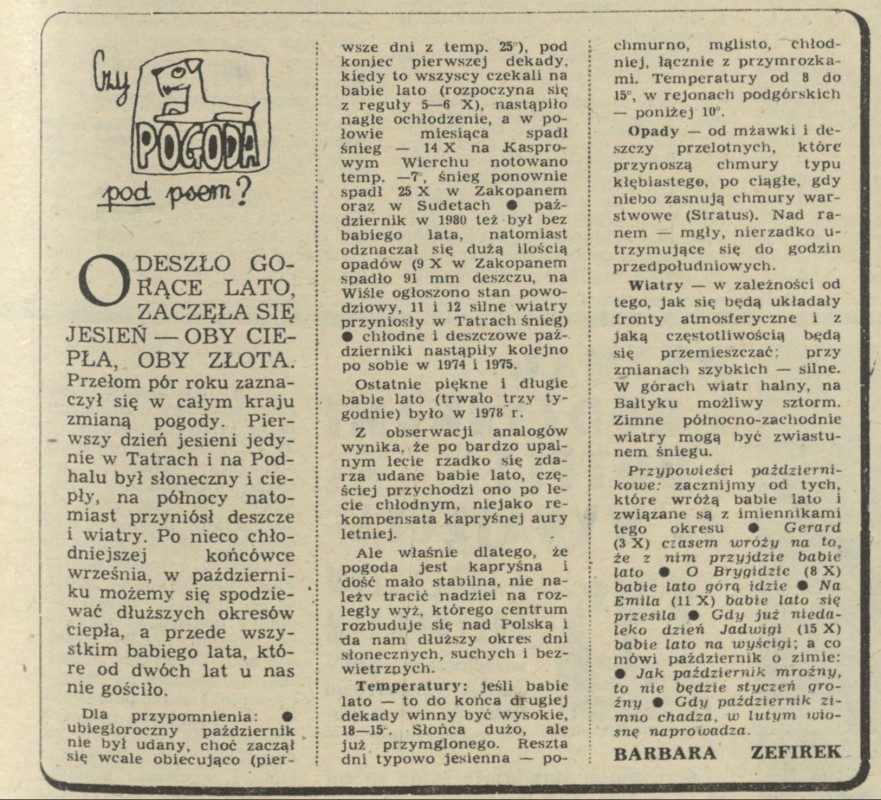 Czy
POGODA
pod psem?
ODESZŁO GO-
RĄCE LATO,
ZACZĘŁA SIĘ
JESIEŃ — OBY CIE-
PŁA, OBY ZŁOTA.
Przełom pór roku zazna-
czył się w całym kraju
zmianą pogody. Pier-
wszy dzień jesieni jedy-
nie w Tatrach i na Pod-
halu był słoneczny i cie-
pły, na północy nato-
miast przyniósł deszcze
i wiatry. Po nieco chło-
dniejszej końcówce
września, w październi-
ku możemy się spodzie-
wać dłuższych okresów
ciepła, a przede wszy-
stkim babiego lata, któ-
re od dwóch lat u nas
nie gościło.
Dla przypomnienia: ●
ubiegłoroczny październik
nie był udany, choć zaczął
się wcale obiecująco (pier-
wsze dni z temp. 25°), pod
koniec pierwszej dekady,
kiedy to wszyscy czekali na
babie lato (rozpoczyna się
z reguły 5—6 X), nastąpiło
nagłe ochłodzenie, a w po-
łowie miesiąca spadł
śnieg — 14 X na Kaspro-
wym Wierchu notowano
temp. —7°, śnieg ponownie
spadł 25 X w Zakopanem
oraz w Sudetach ● paź-
dziernik w 1980 też był bez
babiego lata, natomiast
odznaczał się dużą ilością
opadów (9 X w Zakopanem
spadło 91 mm deszczu, na
Wiśle ogłoszono stan powo-
dziowy, 11 i 12 silne wiatry
przyniosły w Tatrach śnieg)
● chłodne i deszczowe paź-
dzierniki nastąpiły kolejno
po sobie w 1974 i 1975.
Ostatnie piękne i długie
babie lato (trwało trzy ty-
godnie) było w 1978 r.
Z obserwacji analogów
wynika, że po bardzo upal-
nym lecie rzadko się zda-
rza udane babie lato, czę-
ściej przychodzi ono po le-
cie chłodnym, niejako re-
kompensata kapryśnej aury
letniej.
Ale właśnie dlatego, że
pogoda jest kapryśna i
dość mało stabilna, nie na-
leży tracić nadziei na roz-
legły wyż, którego centrum
rozbuduje się nad Polską i
da nam dłuższy okres dni
słonecznych, suchych i bez-
wietrznych.
Temperatury: jeśli babie
lato — to do końca drugiej
dekady winny być wysokie,
18—15°. Słońca dużo, ale
już przymglonego. Reszta
dni typowo jesienna — po-
chmurno, mglisto, chłod-
niej, łącznie z przymrozka-
mi. Temperatury od 8 do
15°, w rejonach podgórskich
— poniżej 10°.
Opady — od mżawki i de-
szczy przelotnych, które
przynoszą chmury typu
kłębiastego, po ciągłe, gdy
niebo zasnują chmury war-
stwowe (Stratus). Nad ra-
nem — mgły, nierzadko u-
trzymujące się do godzin
przedpołudniowych.
Wiatry — w zależności od
tego, jak się będą układały
fronty atmosferyczne i z
jaką częstotliwością będą
się przemieszczać; przy
zmianach szybkich — silne.
W górach wiatr halny, na
Bałtyku możliwy sztorm.
Zimne północno-zachodnie
wiatry mogą być zwiastu-
nem śniegu.
Przypowieści październi-
kowe: zacznijmy od tych,
które wróżą babie lato i
związane są z imiennikami
tego okresu ● Gerard
(3 X) czasem wróży na to,
że z nim przyjdzie babie
lato ● O Brygidzie (8 X)
babie lato górą idzie ● Na
Emila (11 X) babie lato się
przesila ● Gdy już nieda-
leko dzień Jadwigi (15 X)
babie lato na wyścigi; a co
mówi październik o zimie:
● Jak październik mroźny,
to nie będzie styczeń gro-
źny ● Gdy październik zi-
mno chadza, w lutym wio-
snę naprowadza.
BARBARA ZEFIREK